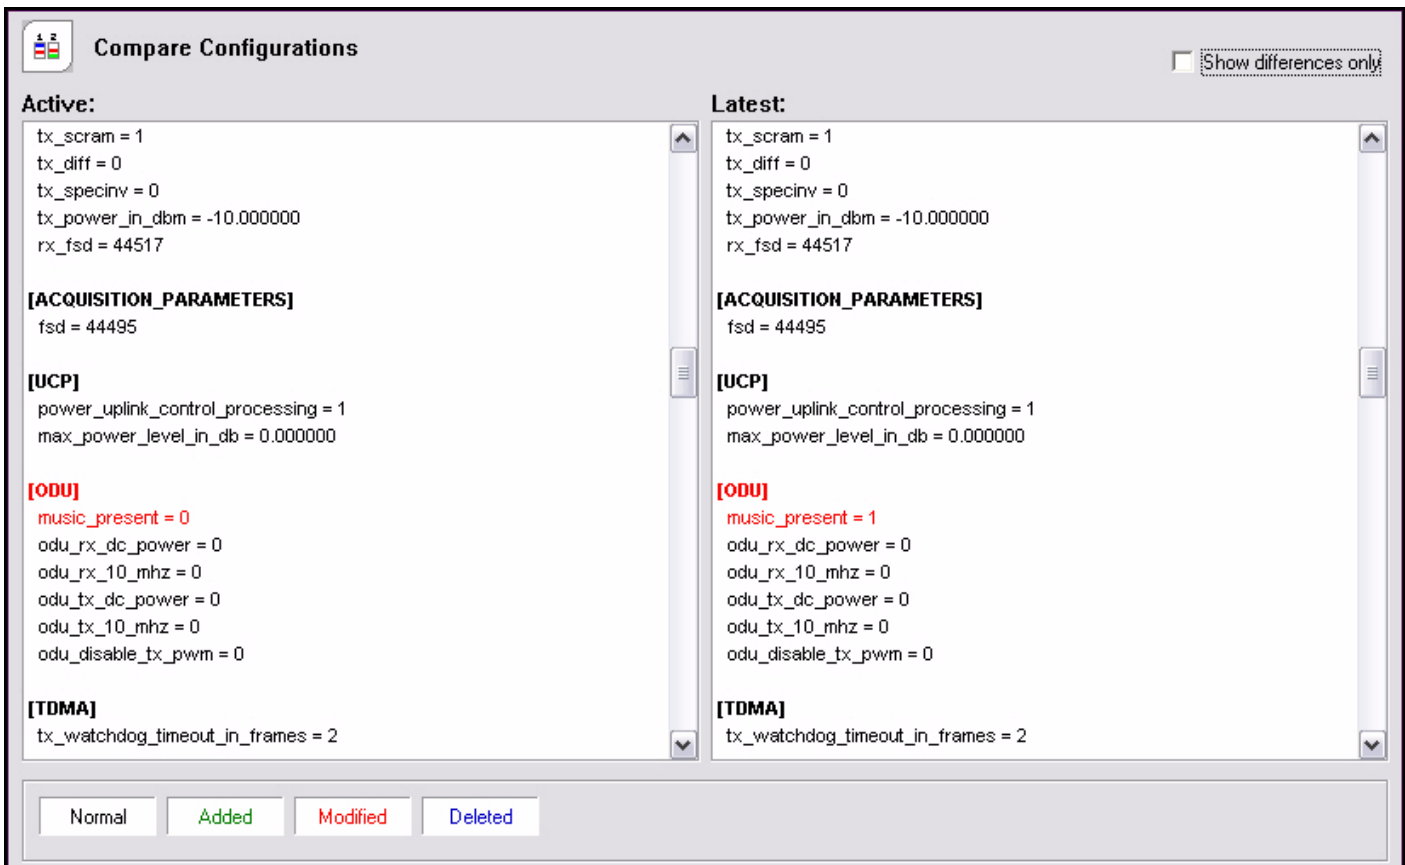 1 2
Compare Configurations
Show differences only
Active:
tx_scram = 1
tx_diff = 0
tx_specinv = 0
tx_power_in_dbm = -10.000000
rx_fsd = 44517
[ACQUISITION_PARAMETERS]
fsd = 44495
[UCP]
power_uplink_control_processing = 1
max_power_level_in_db = 0.000000
[ODU]
music_present = 0
odu_rx_dc_power = 0
odu_rx_10_mhz = 0
odu_tx_dc_power = 0
odu_tx_10_mhz = 0
odu_disable_tx_pwm = 0
[TDMA]
tx_watchdog_timeout_in_frames = 2
Latest:
tx_scram = 1
tx_diff = 0
tx_specinv = 0
tx_power_in_dbm = -10.000000
rx_fsd = 44517
[ACQUISITION_PARAMETERS]
fsd = 44495
[UCP]
power_uplink_control_processing = 1
max_power_level_in_db = 0.000000
[ODU]
music_present = 1
odu_rx_dc_power = 0
odu_rx_10_mhz = 0
odu_tx_dc_power = 0
odu_tx_10_mhz = 0
odu_disable_tx_pwm = 0
[TDMA]
tx_watchdog_timeout_in_frames = 2
Normal Added Modified Deleted